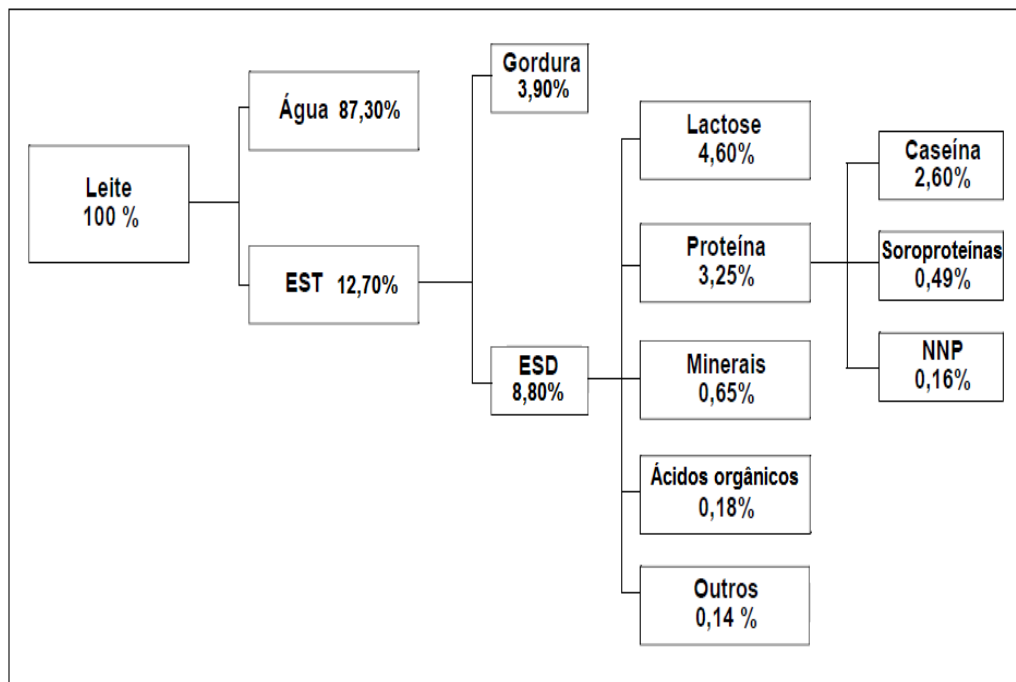 Leite
100 %
Água 87,30%
EST 12,70%
Gordura
3,90%
ESD
8,80%
Lactose
4,60%
Proteína
3,25%
Minerais
0,65%
Ácidos orgânicos
0,18%
Outros
0,14 %
Caseína
2,60%
Soroproteínas
0,49%
NNP
0,16%